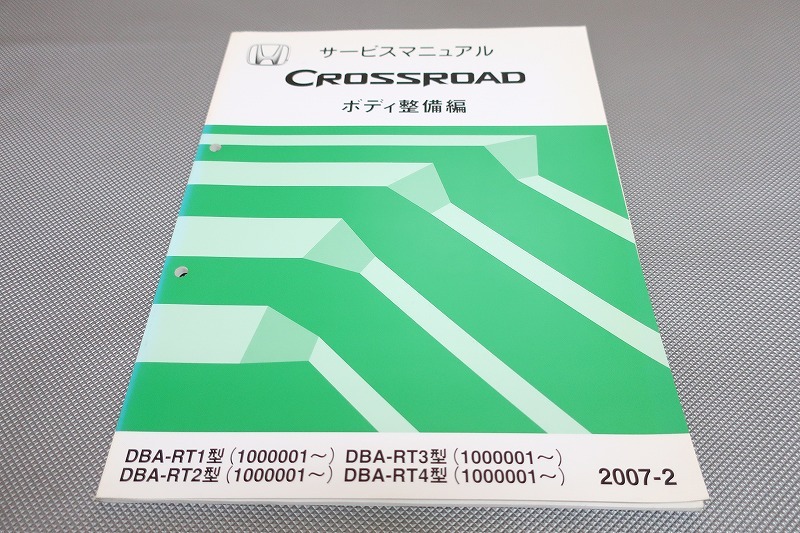 サービスマニュアル
CROSSROAD
ボディ整備編
DBA-RT1型 (1000001～) DBA-RT3型 (1000001～)
DBA-RT2型 (1000001～) DBA-RT4型 (1000001～)
2007-2